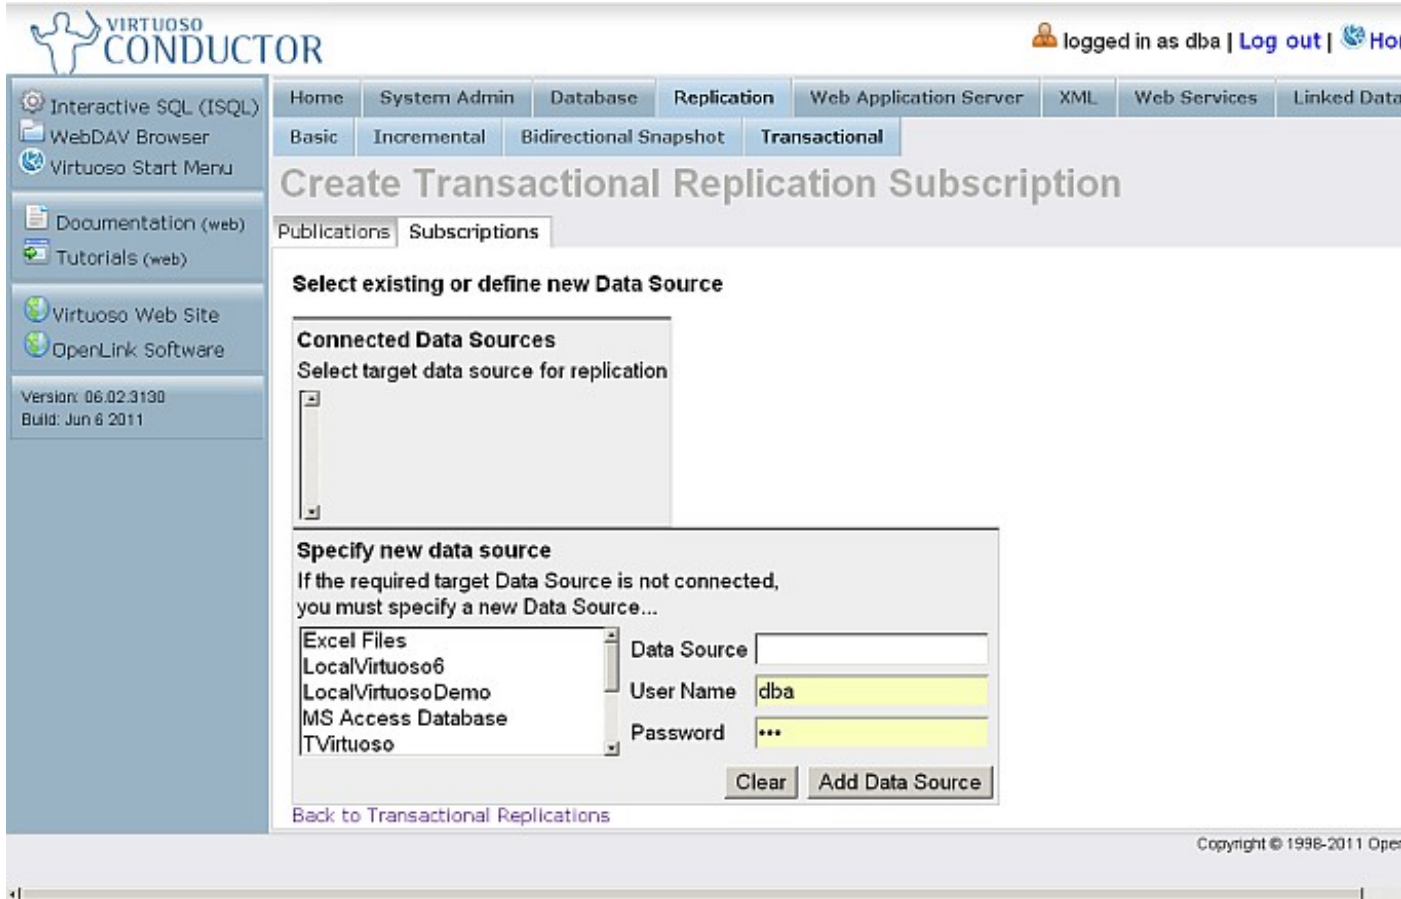 VIRTUOSO
CONDUCTOR
logged in as dba | Log out |
Interactive SQL (ISQL)
WebDAV Browser
Virtuoso Start Menu
Documentation (web)
Tutorials (web)
Virtuoso Web Site
OpenLink Software
Version: 06.02.3130
Build: Jun 6 2011
Home System Admin Database Replication Web Application Server XML Web Services Linked Data
Basic Incremental Bidirectional Snapshot Transactional
Create Transactional Replication Subscription
Publications Subscriptions
Select existing or define new Data Source
Connected Data Sources
Select target data source for replication
Specify new data source
If the required target Data Source is not connected,
you must specify a new Data Source...
Excel Files
LocalVirtuoso6
LocalVirtuosoDemo
MS Access Database
TVirtuoso
Data Source
User Name dba
Password •••
Clear Add Data Source
Back to Transactional Replications
Copyright © 1998-2011